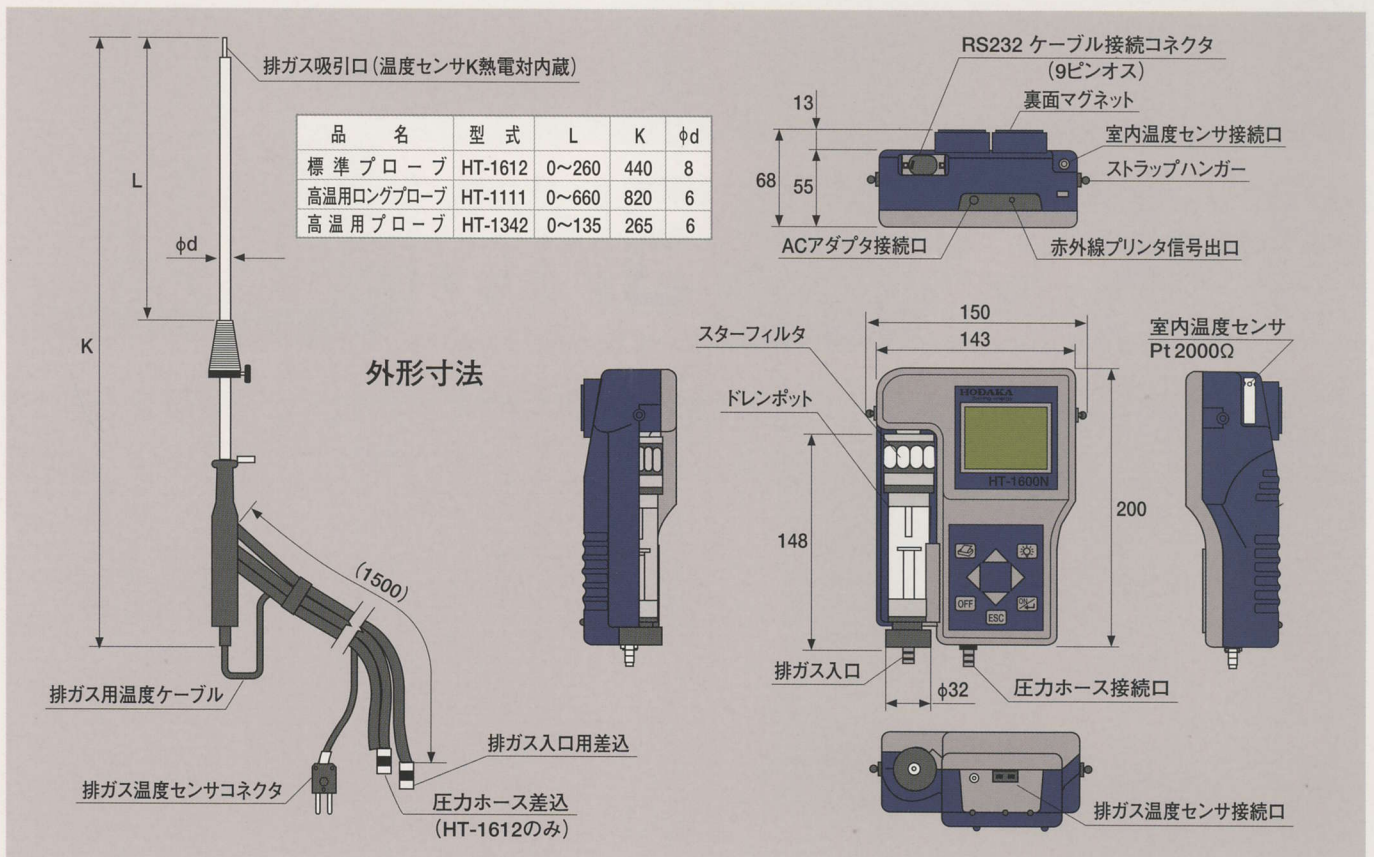 排ガス吸引口(温度センサK熱電対内蔵)
品名 型式 L K φd
標準プローブ HT-1612 0〜260 440 8
高温用ロングプローブ HT-1111 0〜660 820 6
高温用プローブ HT-1342 0〜135 265 6
L
φd
K
外形寸法
(1500)
排ガス用温度ケーブル
排ガス入口用差込
排ガス温度センサコネクタ
圧力ホース差込
(HT-1612のみ)
RS232 ケーブル接続コネクタ
(9ピンオス)
裏面マグネット
13
室内温度センサ接続口
ストラップハンガー
68
55
ACアダプタ接続口
赤外線プリンタ信号出口
150
143
スターフィルタ
室内温度センサ
Pt 2000Ω
ドレンポット
HODAKA
HT-1600N
200
148
OFF
ESC
ON
排ガス入口
φ32
圧力ホース接続口
排ガス温度センサ接続口